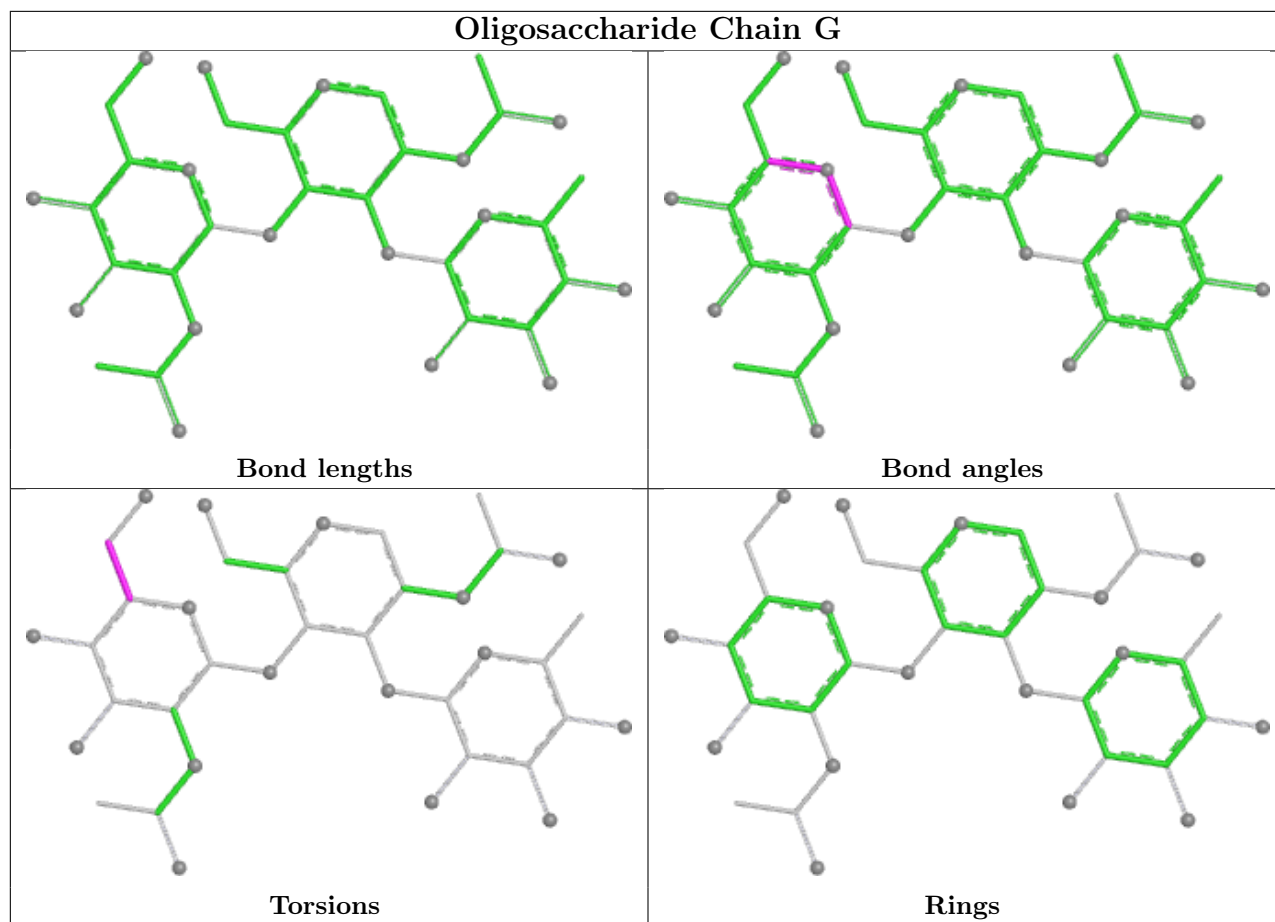 Oligosaccharide Chain G
Bond lengths
Bond angles
Torsions
Rings